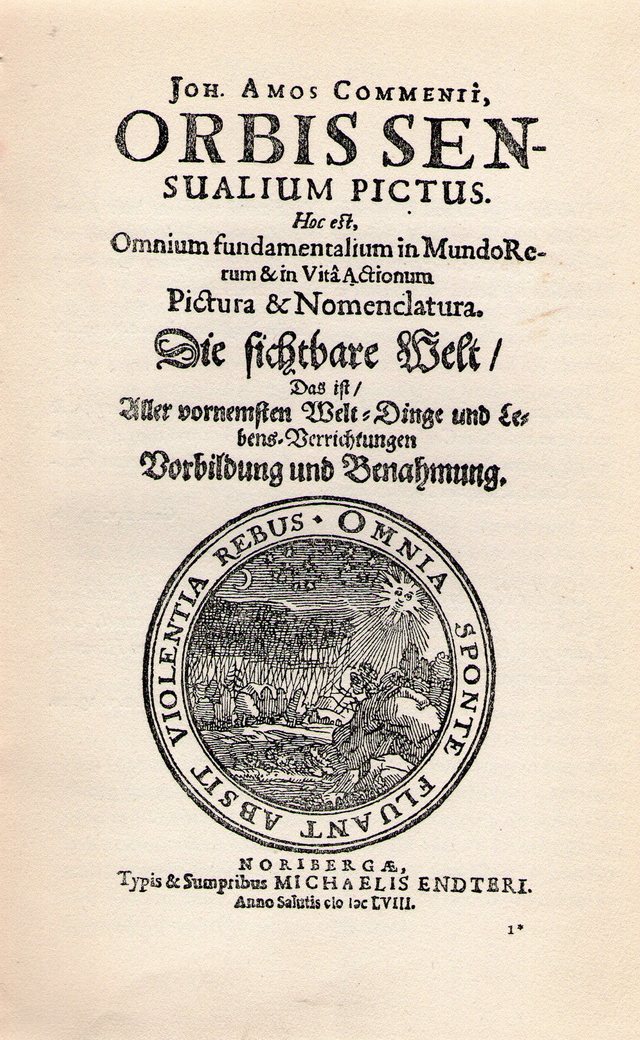 JOH. AMOS COMMENII,
ORBIS SEN-
SUALIUM PICTUS.
Hoc est,
Omnium fundamentalium in Mundo Re-
rum & in Vitâ Actionum
Pictura & Nomenclatura.
Die sichtbare Welt/
Das ist/
Aller vornemsten Welt-Dinge und Le-
bens-Verrichtungen
Vorbildung und Benahmung.
OMNIA SPONTE FLUANT ABSIT VIOLENTIA REBUS ·
NORIBERGÆ,
Typis & Sumptibus MICHAELIS ENDTERI.
Anno Salutis cIɔ Iɔc LVIII.
1*